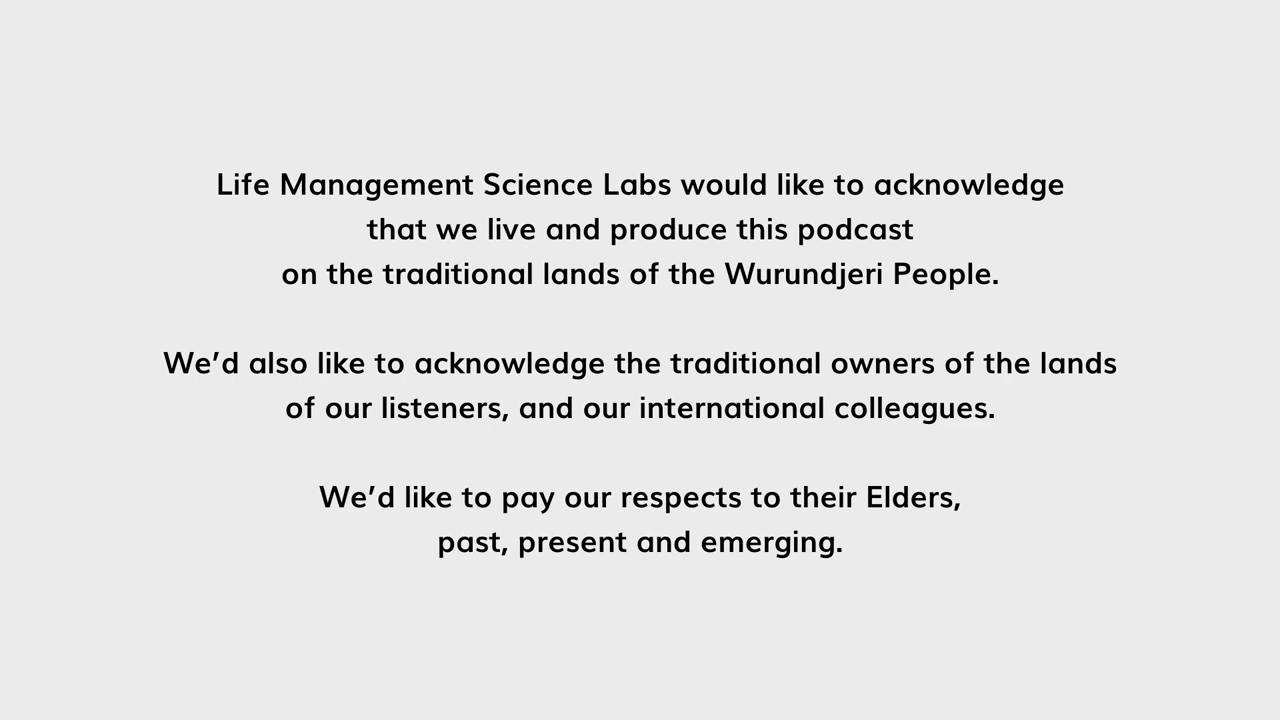 Life Management Science Labs would like to acknowledge
that we live and produce this podcast
on the traditional lands of the Wurundjeri People.
We’d also like to acknowledge the traditional owners of the lands
of our listeners, and our international colleagues.
We’d like to pay our respects to their Elders,
past, present and emerging.